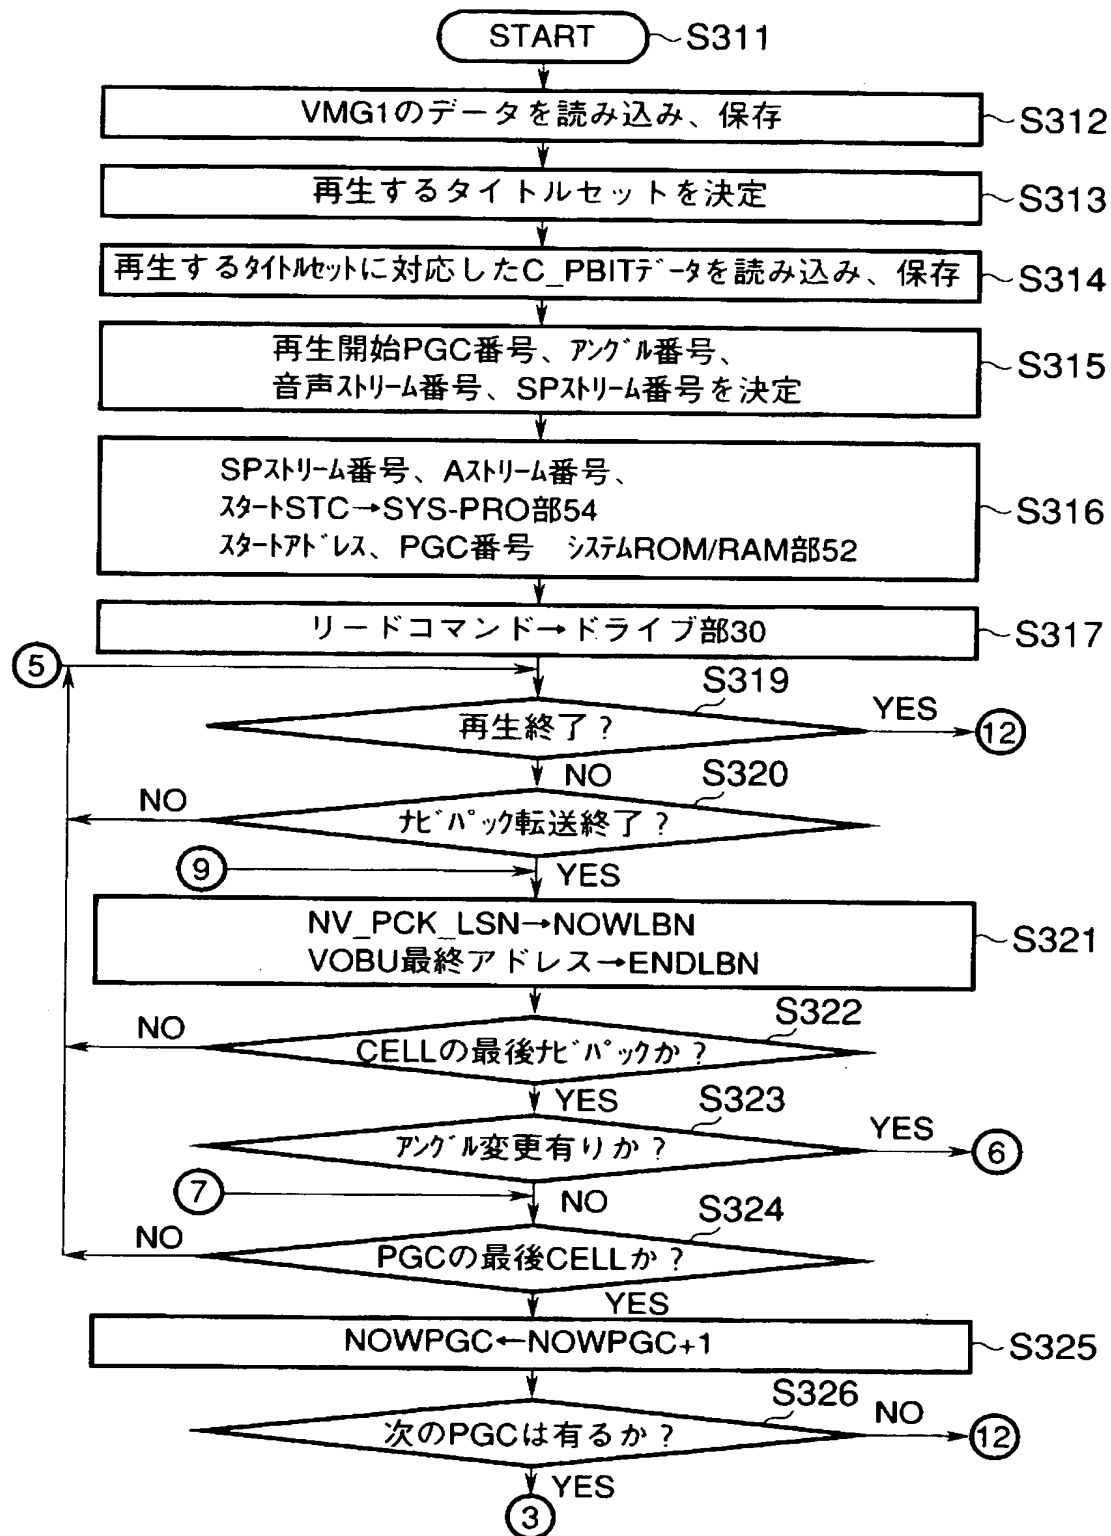 START S311
VMG1のデータを読み込み、保存 S312
再生するタイトルセットを決定 S313
再生するタイトルセットに対応したC_PBITデータを読み込み、保存 S314
再生開始PGC番号、アングル番号、
音声ストリーム番号、SPストリーム番号を決定
S315
SPストリーム番号、Aストリーム番号、
スタートSTC→SYS-PRO部54
スタートアドレス、PGC番号 システムROM/RAM部52
S316
リードコマンド→ドライブ部30 S317
⑤
S319
再生終了？
YES
⑫
NO
S320
ナビパック転送終了？
NO
⑨
YES
NV_PCK_LSN→NOWLBN
VOBU最終アドレス→ENDLBN
S321
S322
CELLの最後ナビパックか？
NO
YES
S323
アングル変更有りか？
YES
⑥
⑦
NO
S324
PGCの最後CELLか？
NO
YES
NOWPGC←NOWPGC+1 S325
S326
次のPGCは有るか？
NO
⑫
YES
③